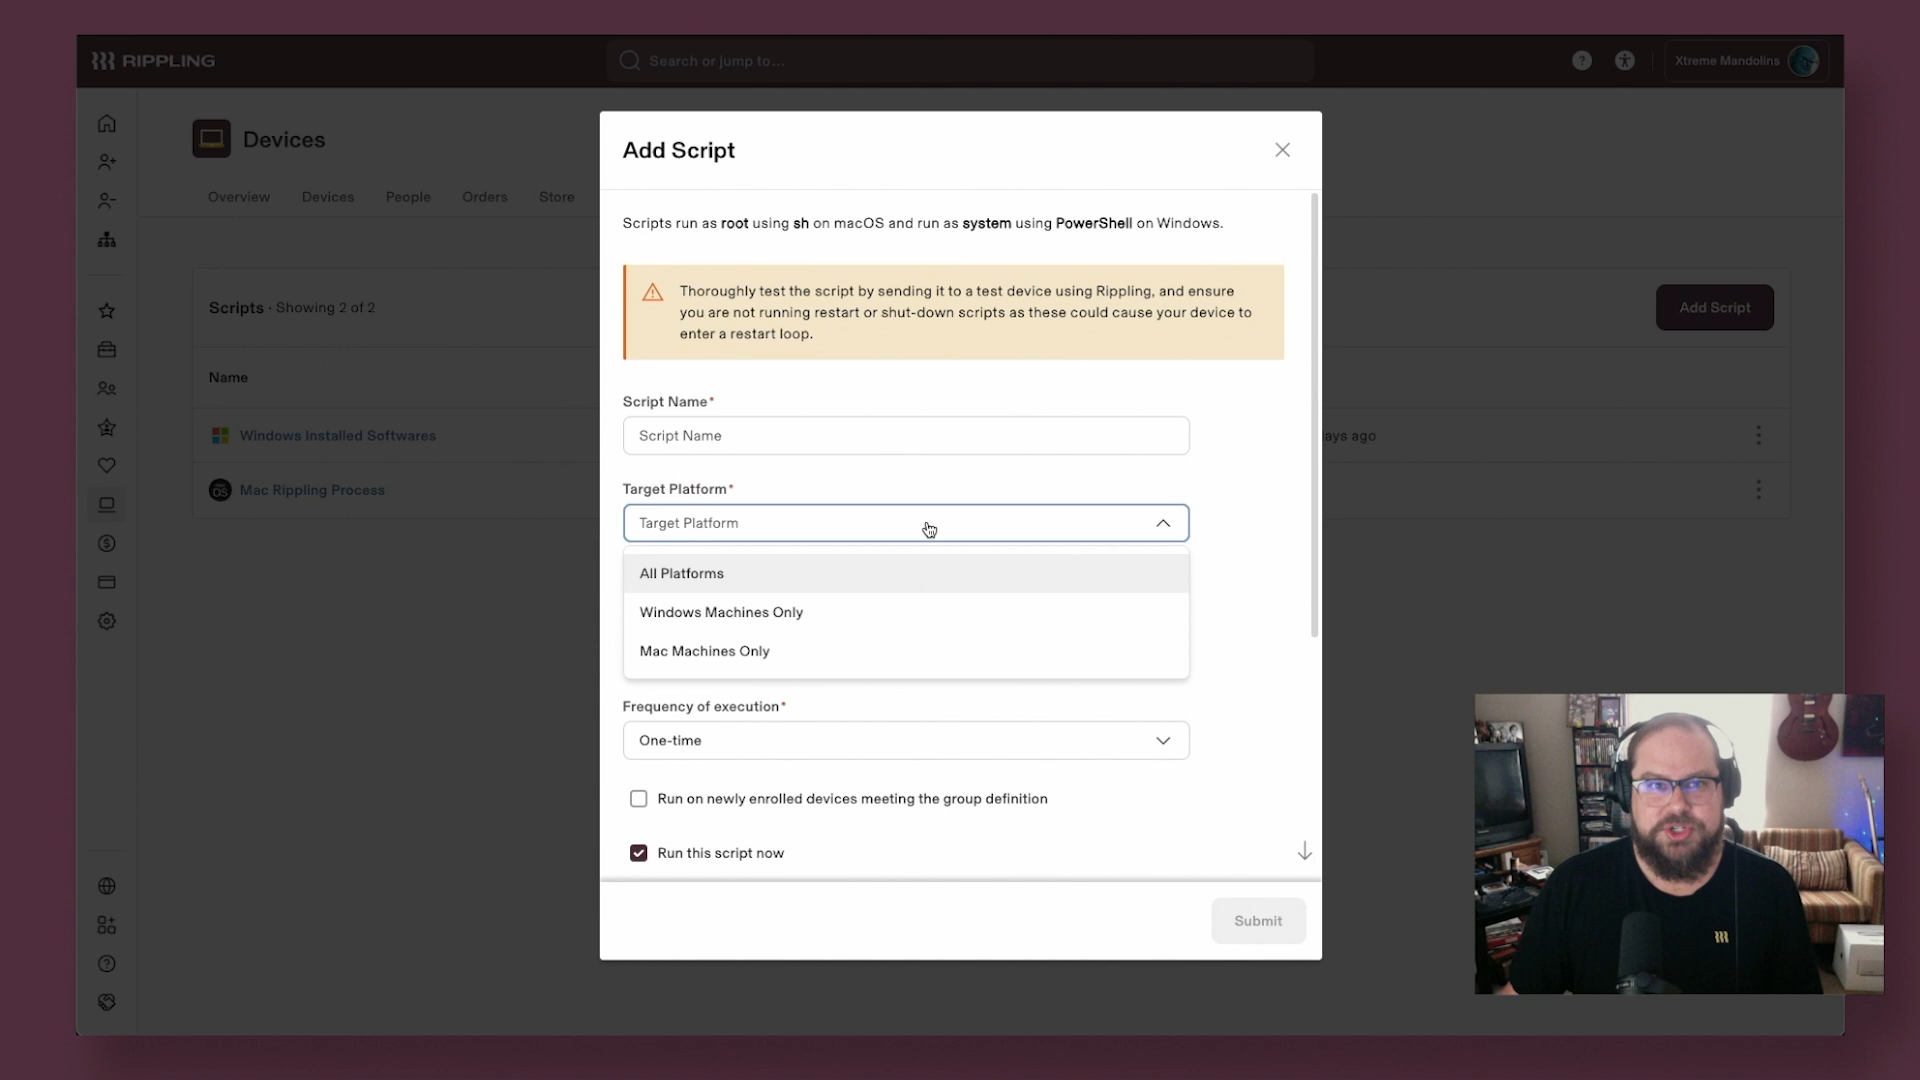 RIPPLING
Search or jump to...
Xtreme Mandolins
Devices
Overview Devices People Orders Store
Scripts · Showing 2 of 2
Add Script
Name
Windows Installed Softwares
ays ago
Mac Rippling Process
Add Script
Scripts run as root using sh on macOS and run as system using PowerShell on Windows.
Thoroughly test the script by sending it to a test device using Rippling, and ensure
you are not running restart or shut-down scripts as these could cause your device to
enter a restart loop.
Script Name*
Script Name
Target Platform*
Target Platform
All Platforms
Windows Machines Only
Mac Machines Only
Frequency of execution*
One-time
Run on newly enrolled devices meeting the group definition
Run this script now
Submit